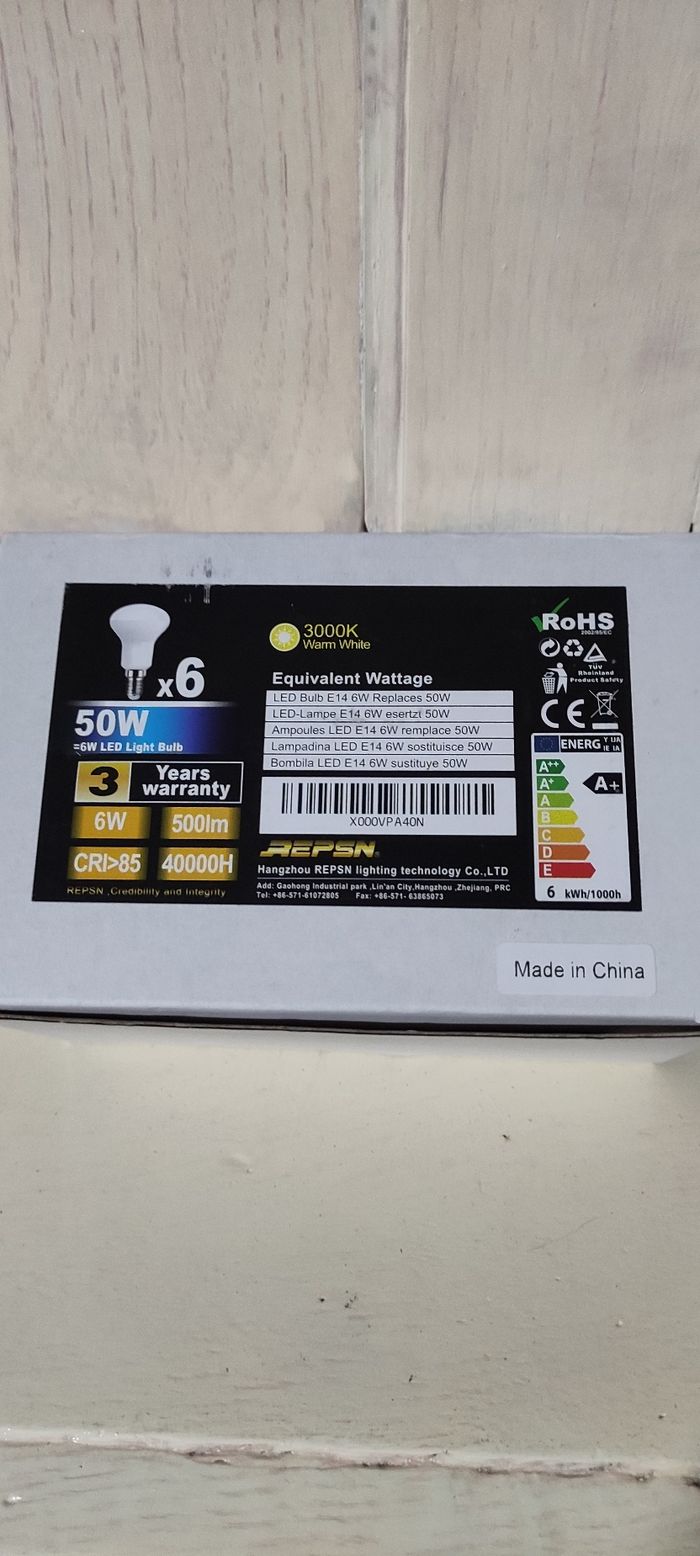 x6
50W
=6W LED Light Bulb
3 Years warranty
6W 500lm
CRI>85 40000H
REPSN ,Credibility and Integrity
3000K
Warm White
Equivalent Wattage
LED Bulb E14 6W Replaces 50W
LED-Lampe E14 6W esertzt 50W
Ampoules LED E14 6W remplace 50W
Lampadina LED E14 6W sostituisce 50W
Bombila LED E14 6W sustituye 50W
X000VPA40N
REPSN
Hangzhou REPSN lighting technology Co.,LTD
Add: Gaohong Industrial park ,Lin'an City,Hangzhou ,Zhejiang, PRC
Tel: +86-571-61072805 Fax: +86-571- 63865073
RoHS
2002/95/EC
TÜV
Rheinland
Product Safety
CE
ENERG Y IJA
IE IA
A++
A+
A
B
C
D
E
A+
6 kWh/1000h
Made in China